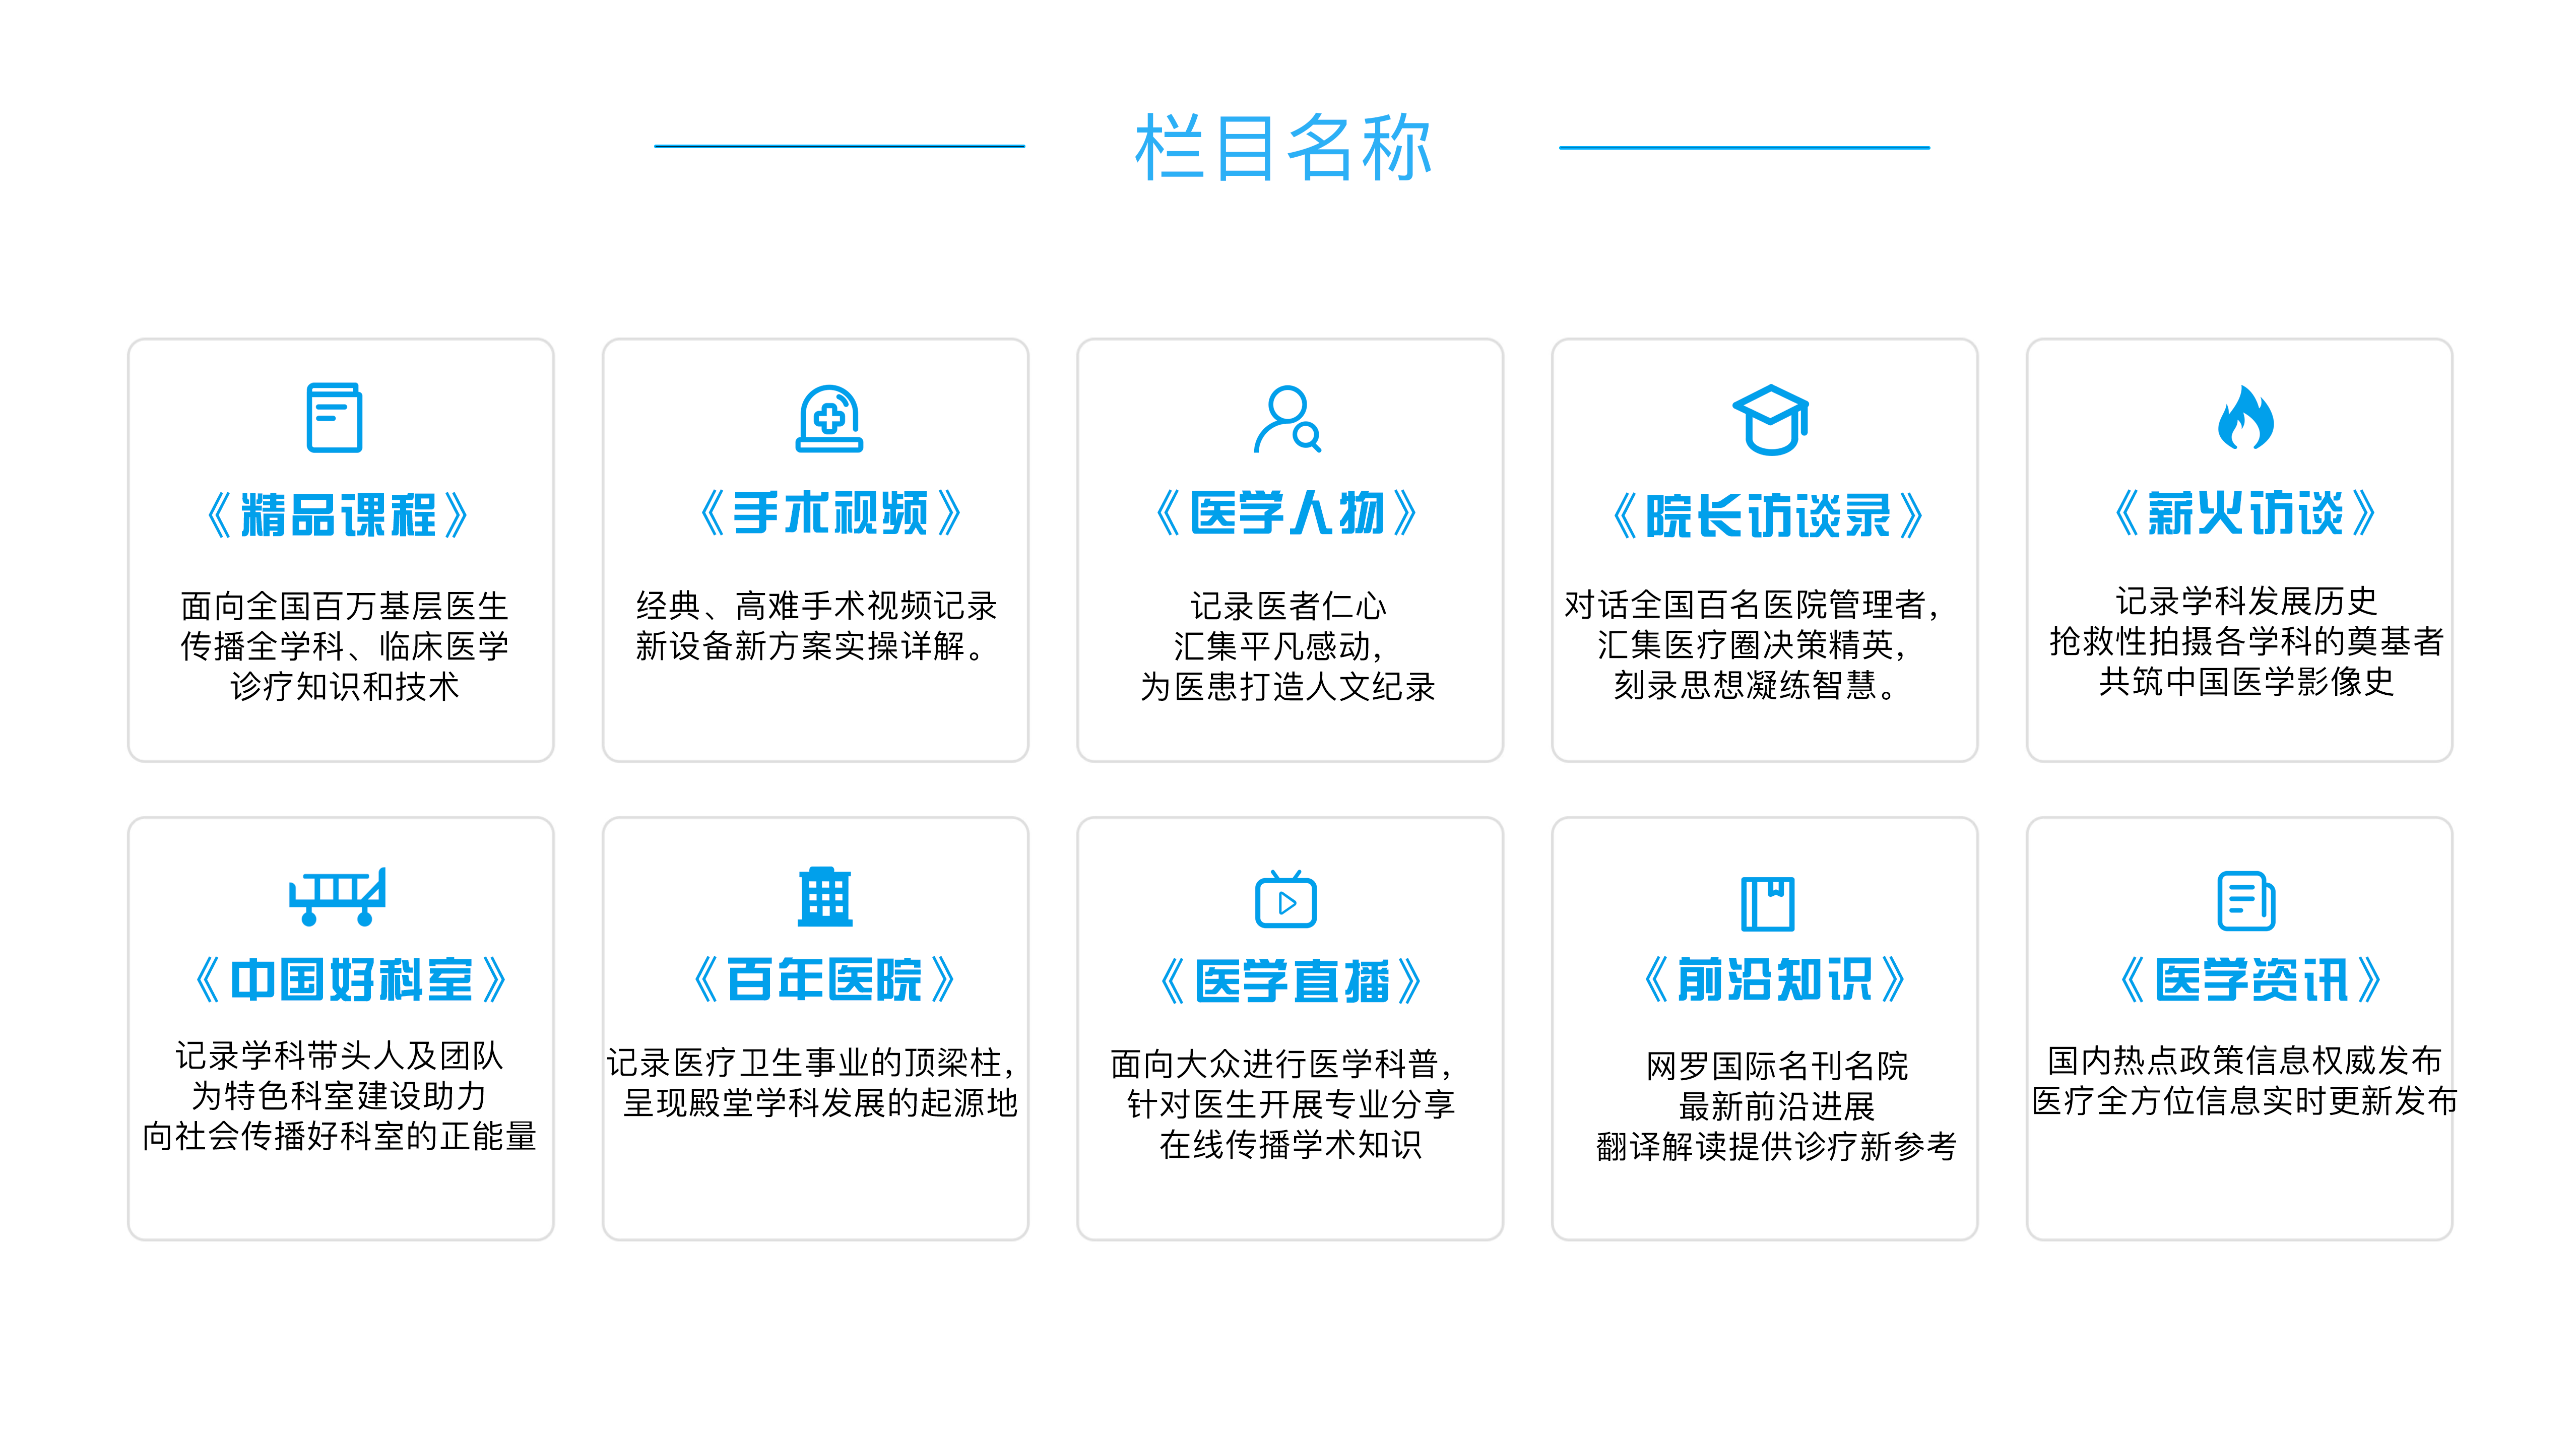 栏目名称
《精品课程》
面向全国百万基层医生
传播全学科、临床医学
诊疗知识和技术
《手术视频》
经典、高难手术视频记录
新设备新方案实操详解。
《医学人物》
记录医者仁心
汇集平凡感动，
为医患打造人文纪录
《院长访谈录》
对话全国百名医院管理者，
汇集医疗圈决策精英，
刻录思想凝练智慧。
《薪火访谈》
记录学科发展历史
抢救性拍摄各学科的奠基者
共筑中国医学影像史
《中国好科室》
记录学科带头人及团队
为特色科室建设助力
向社会传播好科室的正能量
《百年医院》
记录医疗卫生事业的顶梁柱，
呈现殿堂学科发展的起源地
《医学直播》
面向大众进行医学科普，
针对医生开展专业分享
在线传播学术知识
《前沿知识》
网罗国际名刊名院
最新前沿进展
翻译解读提供诊疗新参考
《医学资讯》
国内热点政策信息权威发布
医疗全方位信息实时更新发布